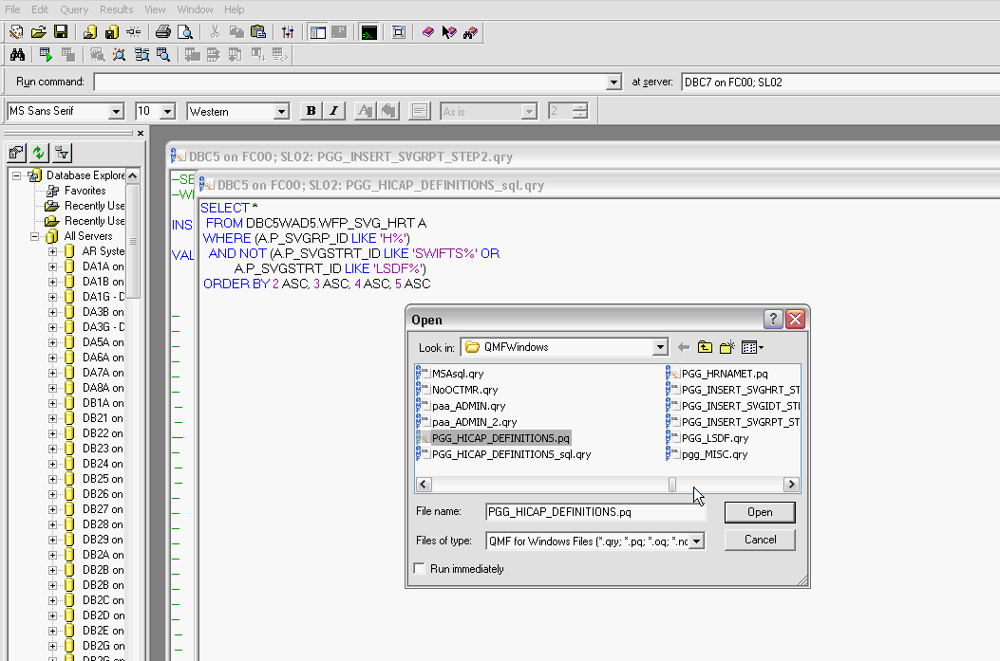 File Edit Query Results View Window Help
Run command: at server: DBC7 on FC00; SL02
MS Sans Serif 10 Western B I A As is 2
DBC5 on FC00; SL02: PGG_INSERT_SVGRPT_STEP2.qry
DBC5 on FC00; SL02: PGG_HICAP_DEFINITIONS_sql.qry
Database Explore
Favorites
Recently Use
Recently Use
All Servers
AR Syste
DA1A on
DA1B on
DA1G - D
DA3B on
DA3G - D
DA5A on
DA6A on
DA7A on
DA8A on
DB1A on
DB21 on
DB22 on
DB23 on
DB24 on
DB25 on
DB26 on
DB27 on
DB28 on
DB29 on
DB2A on
DB2B on
DB2B on
DB2C on
DB2D on
DB2E on
DB2G on
DB2G on
--SE
--W
INS
VAL
SELECT *
FROM DBC5WAD5.WFP_SVG_HRT A
WHERE (A.P_SVGRP_ID LIKE 'H%')
AND NOT (A.P_SVGSTRT_ID LIKE 'SWIFTS%' OR
A.P_SVGSTRT_ID LIKE 'LSDF%')
ORDER BY 2 ASC, 3 ASC, 4 ASC, 5 ASC
Open
Look in: QMFWindows
MSAsql.qry
NoOCTMR.qry
paa_ADMIN.qry
paa_ADMIN_2.qry
PGG_HICAP_DEFINITIONS.pq
PGG_HICAP_DEFINITIONS_sql.qry
PGG_HRNAMET.pq
PGG_INSERT_SVGHRT_ST
PGG_INSERT_SVGIDT_STI
PGG_INSERT_SVGRPT_ST
PGG_LSDF.qry
pgg_MISC.qry
File name: PGG_HICAP_DEFINITIONS.pq Open
Files of type: QMF for Windows Files (*.qry; *.pq; *.oq; *.nc Cancel
Run immediately